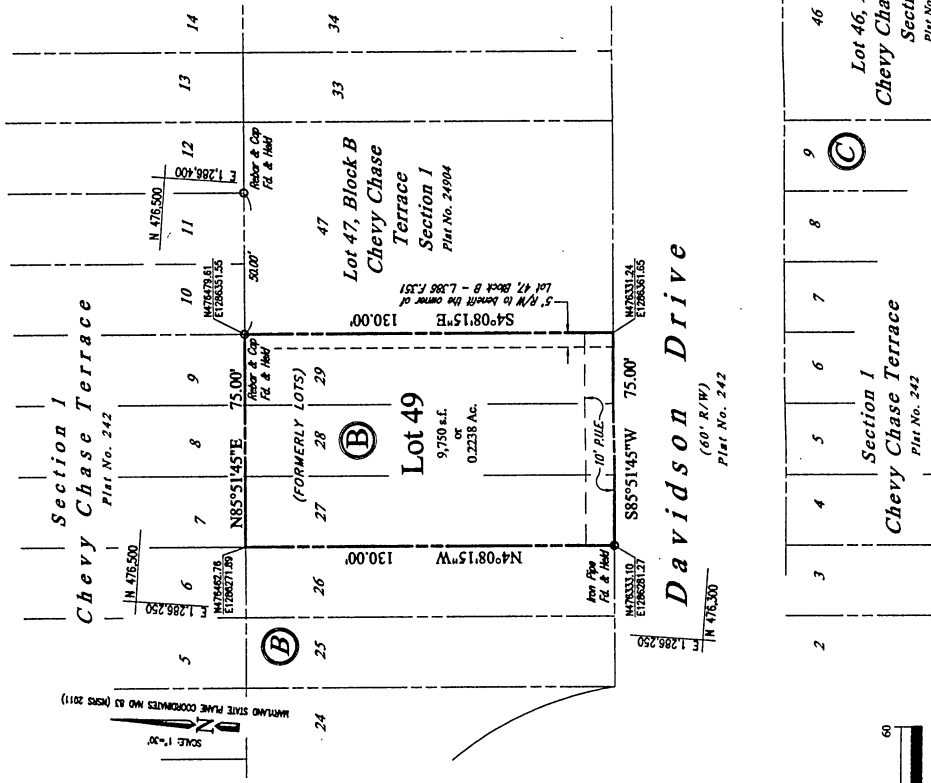 14
13
12
11
10
9
8
7
6
5
34
33
47
29
28
27
26
25
24
Section 1
Chevy Chase Terrace
Plat No. 242
N 476,500
E 1,286,400
Rebar & Cap
Fd. & Held
50.00'
Lot 47, Block B
Chevy Chase
Terrace
Section 1
Plat No. 24904
N476479.61
E1286351.55
Rebar & Cap
Fd. & Held
N85°51'45"E 75.00'
(FORMERLY LOTS)
B
Lot 49
9,750 s.f.
or
0.2238 Ac.
S4°08'15"E 130.00'
5' R/W to benefit the owner of
Lot 47, Block B - L.386 F.351
N476331.24
E1286361.65
10' P.U.E.
S85°51'45"W 75.00'
N4°08'15"W 130.00'
N 476,500
E 1,286,250
E1286271.89
Iron Pipe
Fd. & Held
N476333.10
E1286281.27
E 1,286,250
N 476,300
B
Davidson Drive
(60' R/W)
Plat No. 242
MARYLAND STATE PLANE COORDINATES NAD 83 (NSRS 2011)
N
SCALE: 1"=30'
46
Lot 46,
Chevy Cha
Secti
Plat No
C
9
8
7
6
5
4
3
2
Section 1
Chevy Chase Terrace
Plat No. 242
60